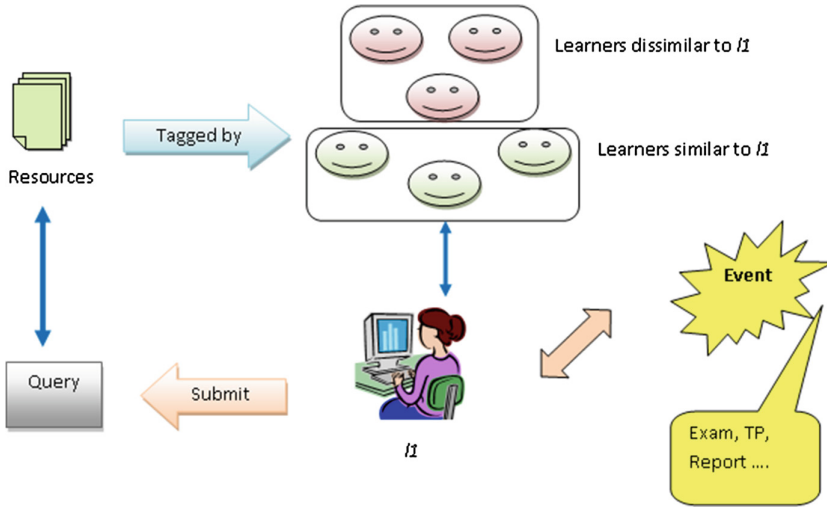 Learners dissimilar to l1
Tagged by
Learners similar to l1
Resources
Event
Query
Submit
Exam, TP,
Report ....
l1